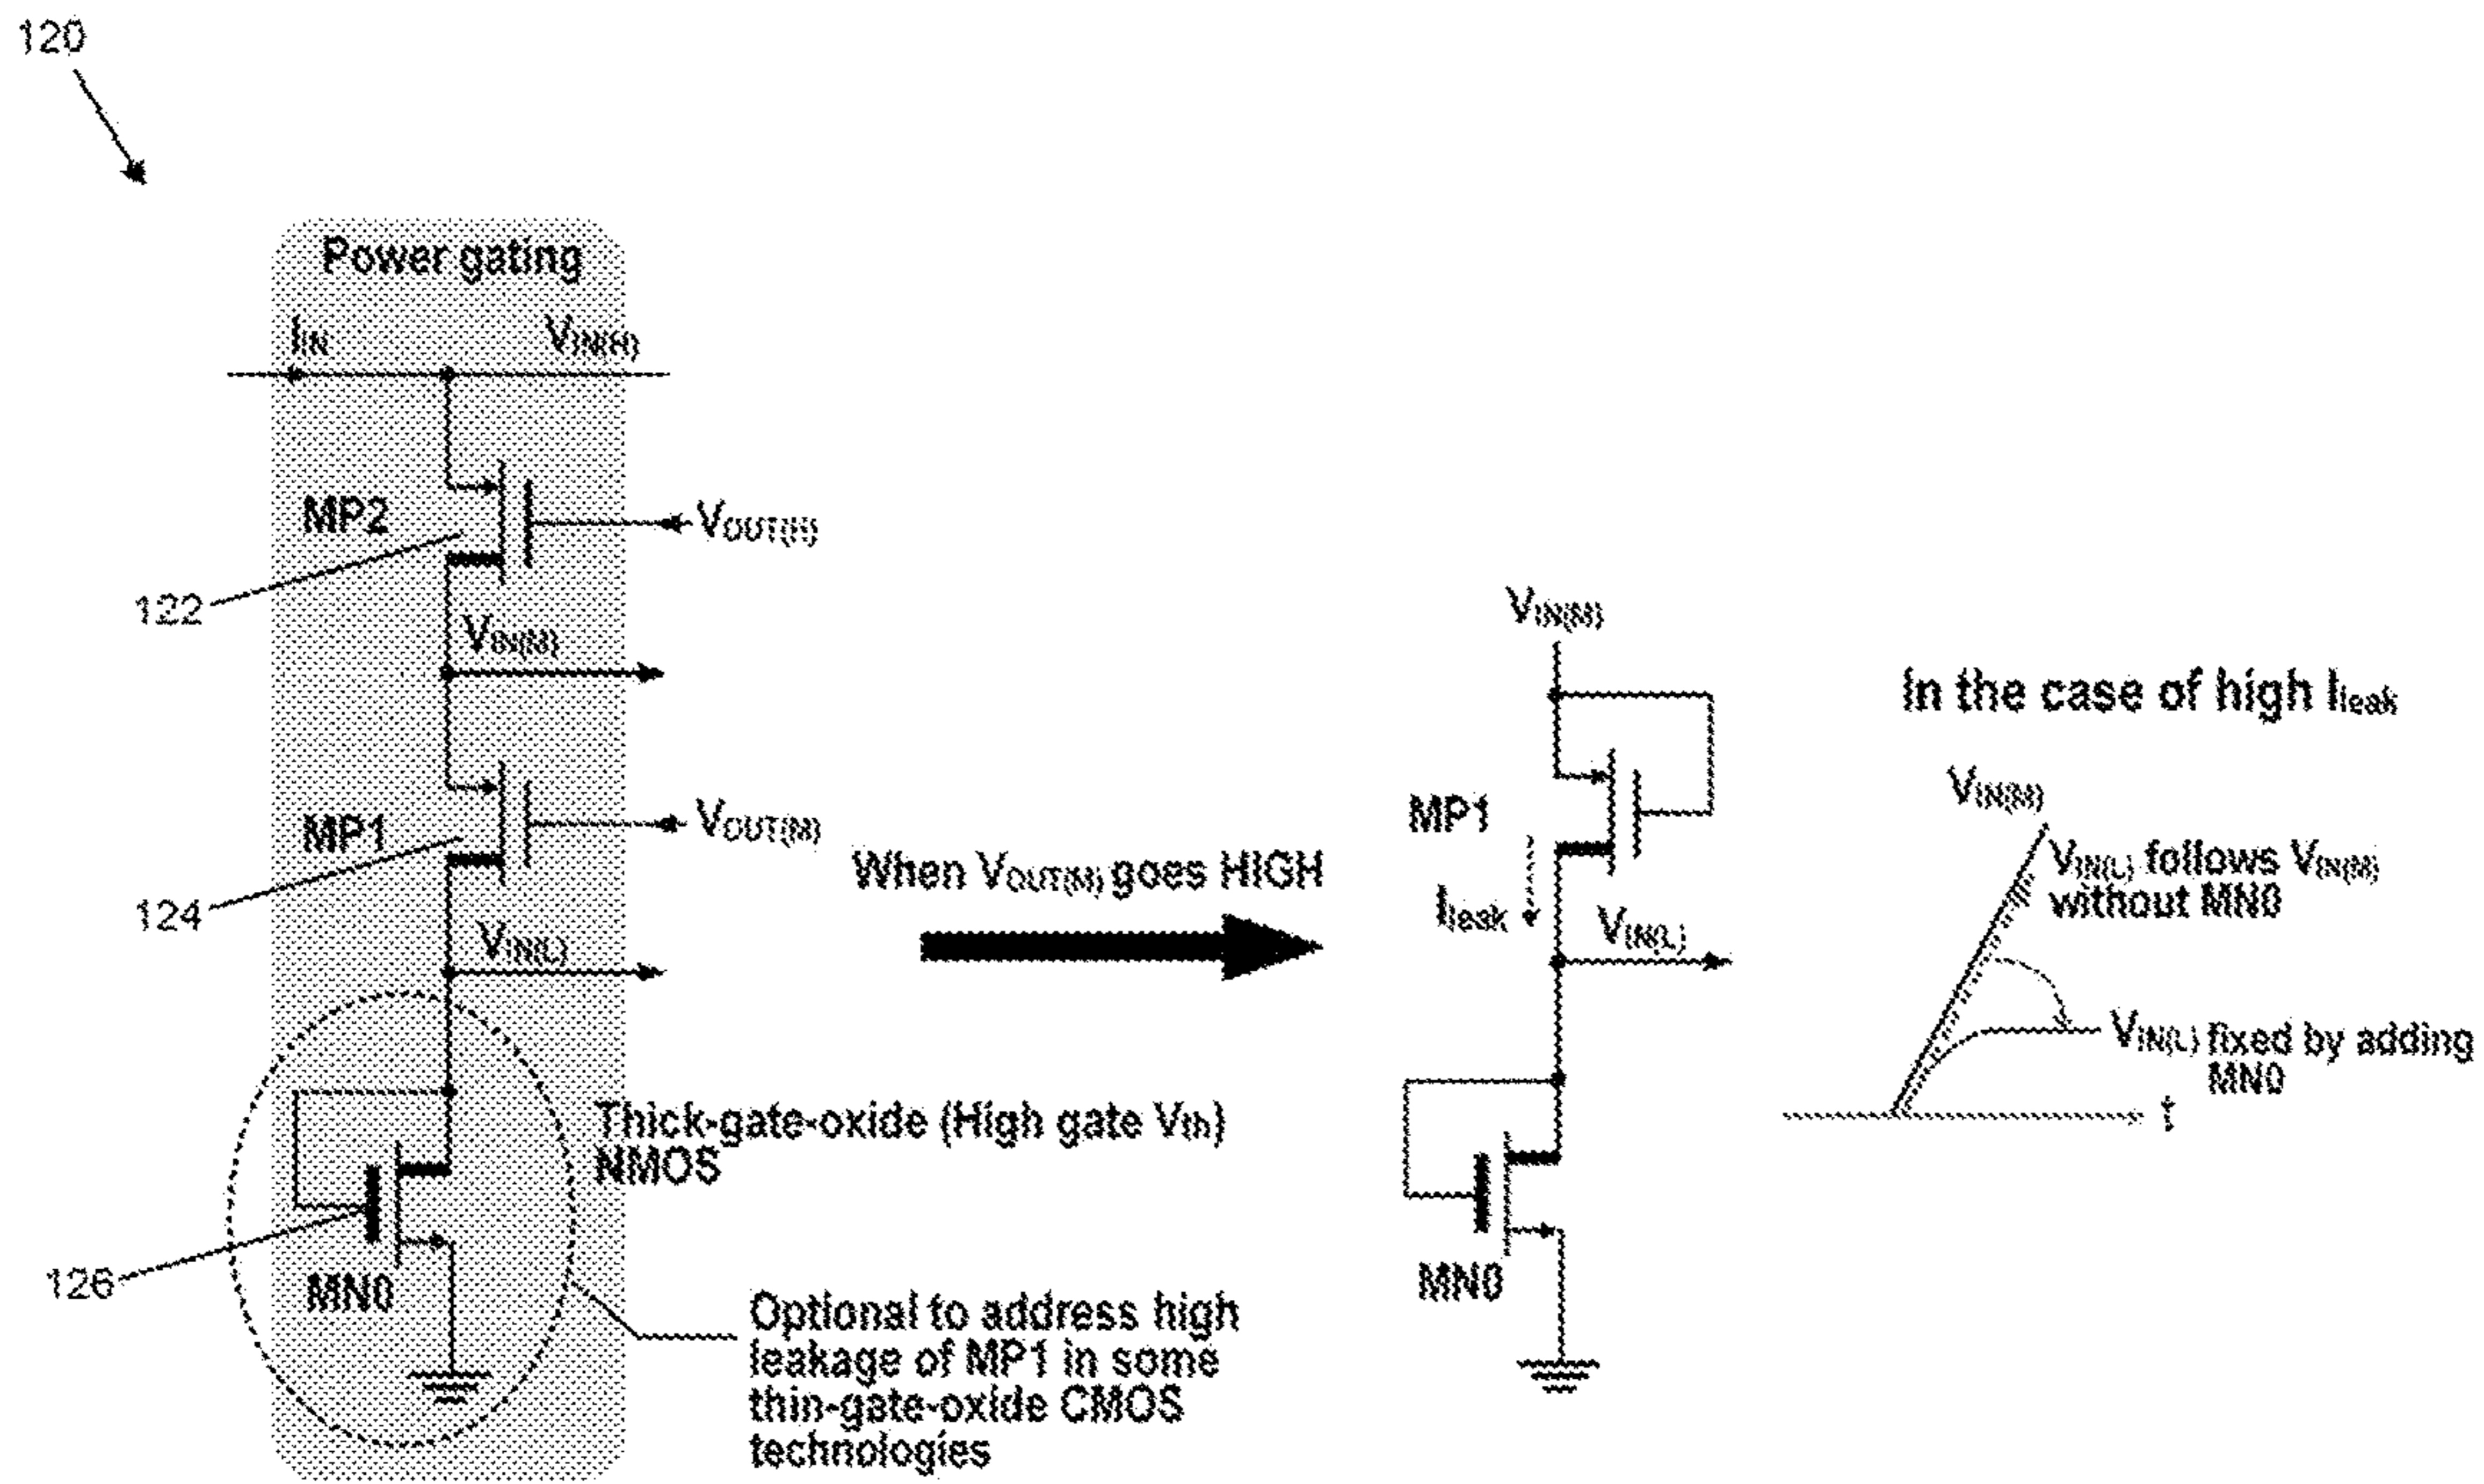 120
Power gating
IIN
VIN(H)
MP2
VOUT(H)
122
VIN(M)
MP1
VOUT(M)
124
VIN(L)
Thick-gate-oxide (High gate Vth)
NMOS
126
MN0
Optional to address high
leakage of MP1 in some
thin-gate-oxide CMOS
technologies
When VOUT(M) goes HIGH
VIN(M)
MP1
Ileak
VIN(L)
MN0
In the case of high Ileak
VIN(M)
VIN(L) follows VIN(M)
without MN0
VIN(L) fixed by adding
MN0
t